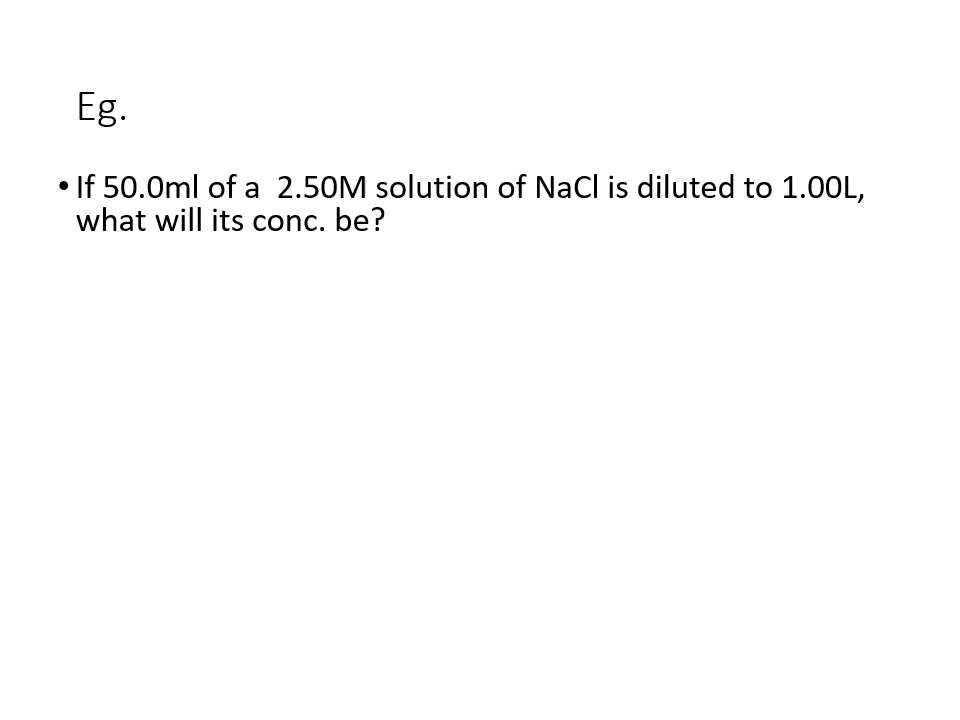 Eg.
• If 50.0ml of a  2.50M solution of NaCl is diluted to 1.00L,
what will its conc. be?